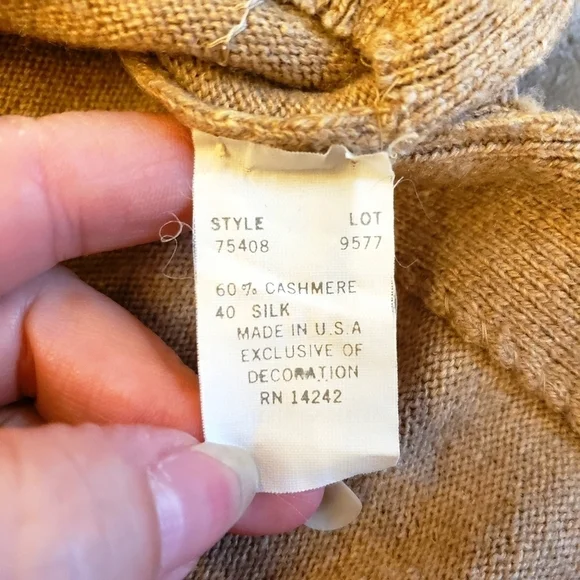 STYLE LOT
75408 9577
60% CASHMERE
40 SILK
MADE IN U.S.A
EXCLUSIVE OF
DECORATION
RN 14242